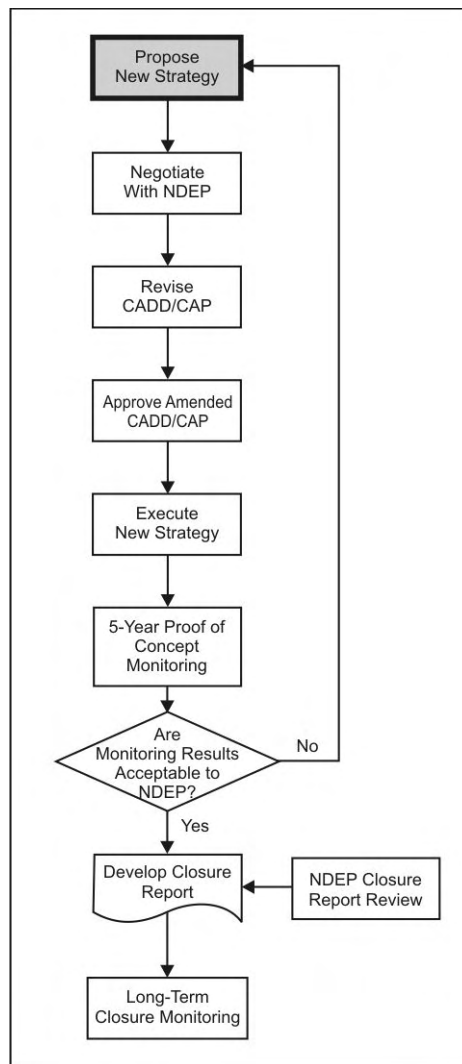 Propose
New Strategy
Negotiate
With NDEP
Revise
CADD/CAP
Approve Amended
CADD/CAP
Execute
New Strategy
5-Year Proof of
Concept
Monitoring
Are
Monitoring Results
Acceptable to
NDEP?
No
Yes
Develop Closure
Report
NDEP Closure
Report Review
Long-Term
Closure Monitoring